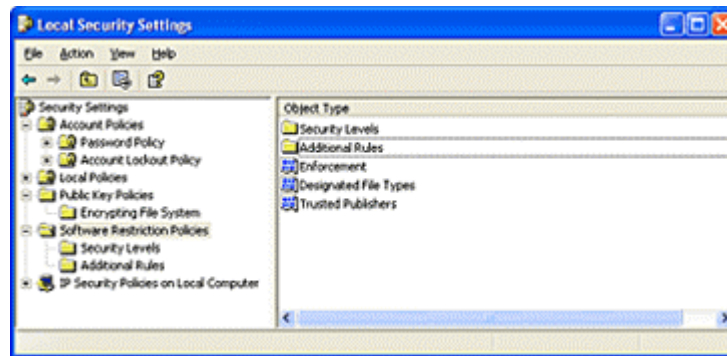 Local Security Settings
File Action View Help
Security Settings
Account Policies
Password Policy
Account Lockout Policy
Local Policies
Public Key Policies
Encrypting File System
Software Restriction Policies
Security Levels
Additional Rules
IP Security Policies on Local Computer
Object Type
Security Levels
Additional Rules
Enforcement
Designated File Types
Trusted Publishers